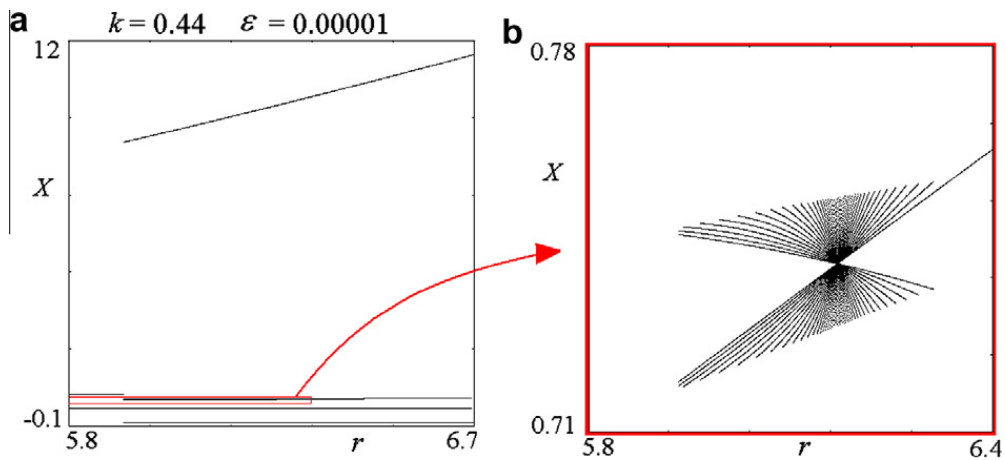 a k = 0.44 ε = 0.00001
12
X
-0.1
5.8 r 6.7
b
0.78
X
0.71
5.8 r 6.4